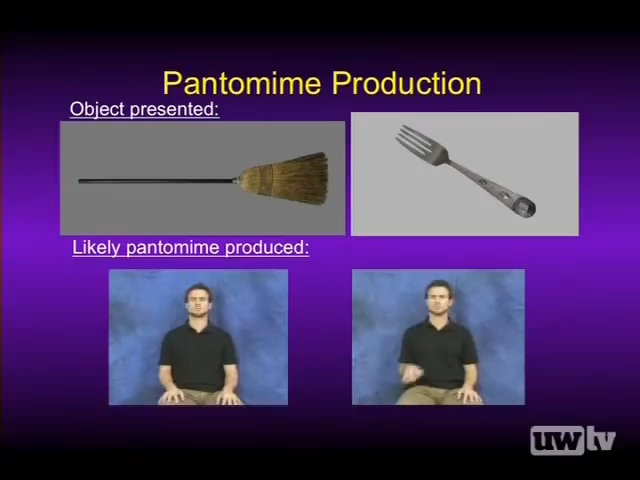 Pantomime Production
Object presented:
Likely pantomime produced:
uwtv